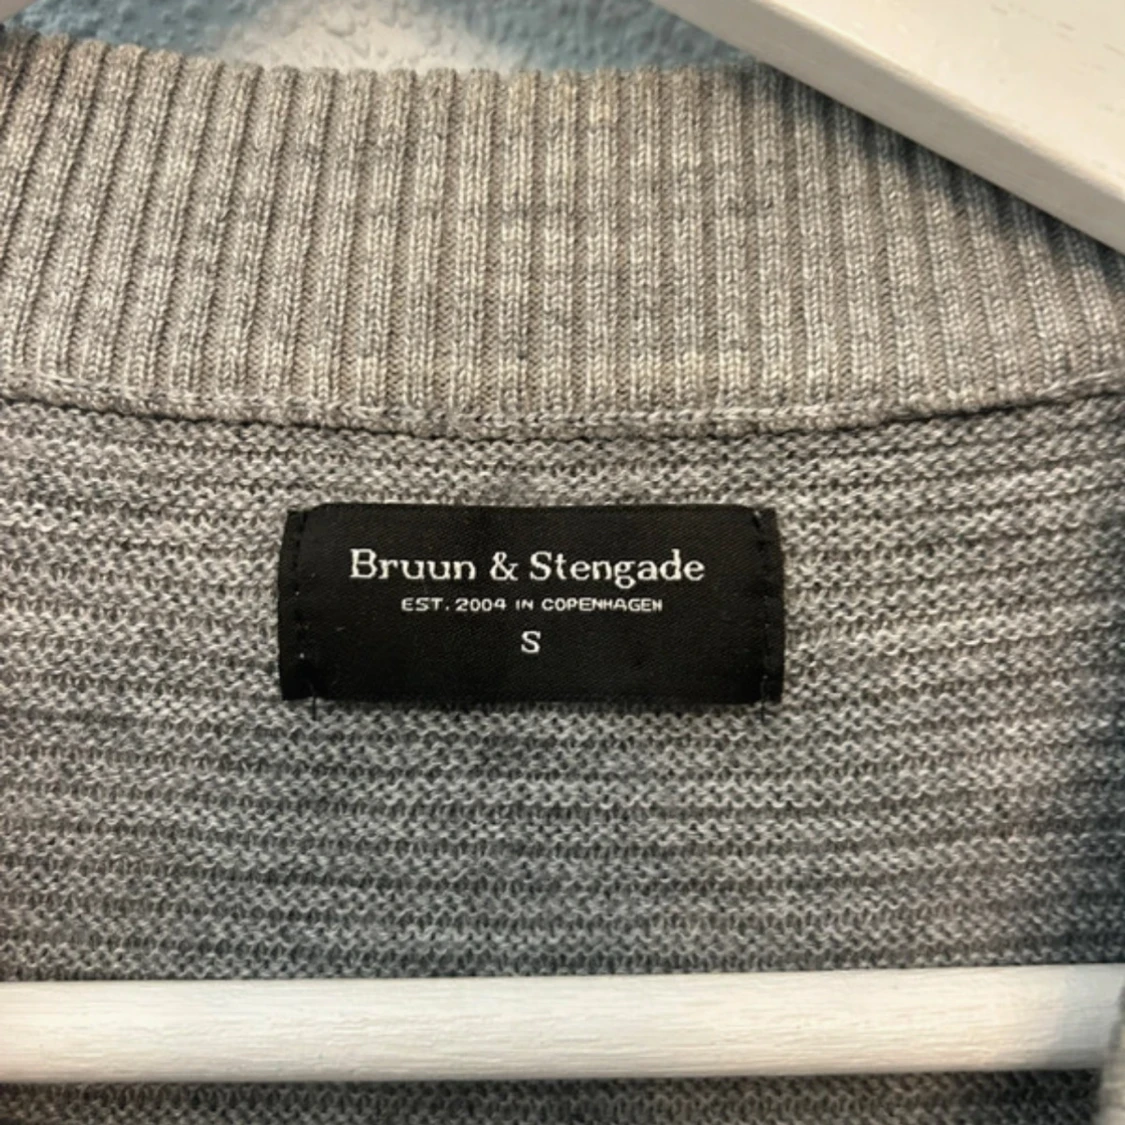 Bruun & Stengade
EST. 2004 IN COPENHAGEN
S